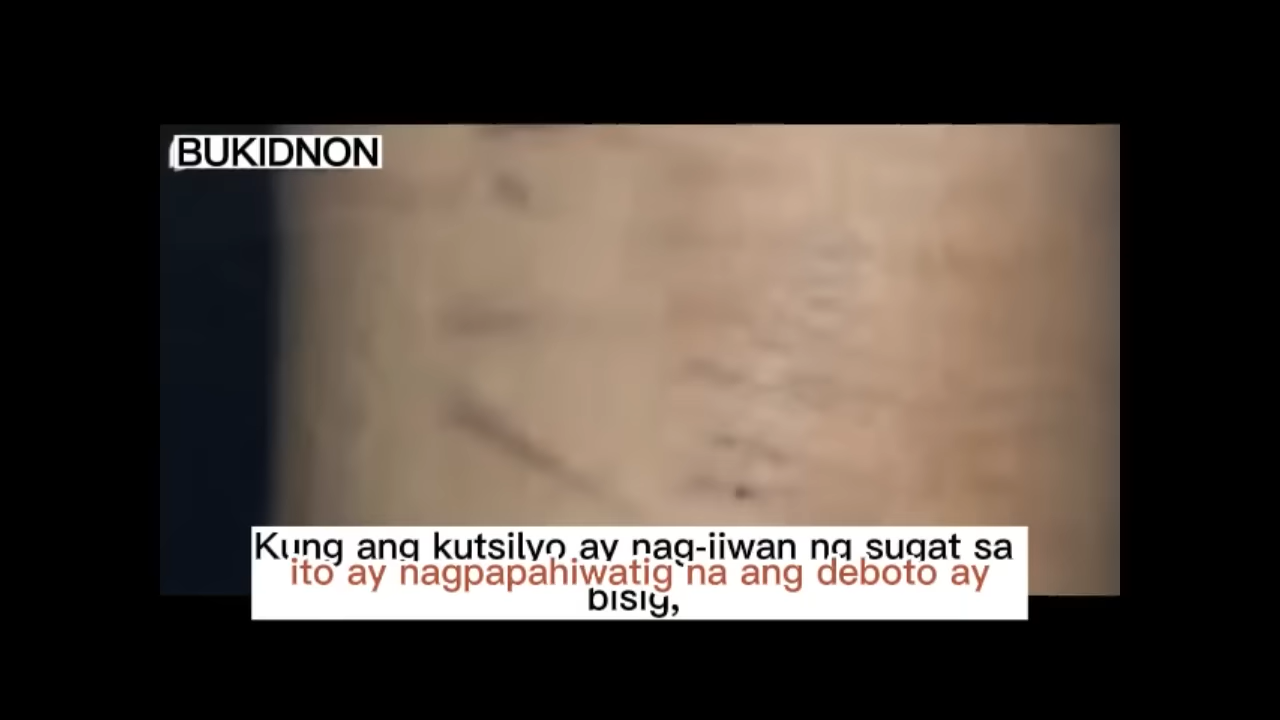 BUKIDNON
Kung ang kutsilyo ay nag-iiwan ng sugat sa
ito ay nagpapahiwatig na ang deboto ay
bisig,